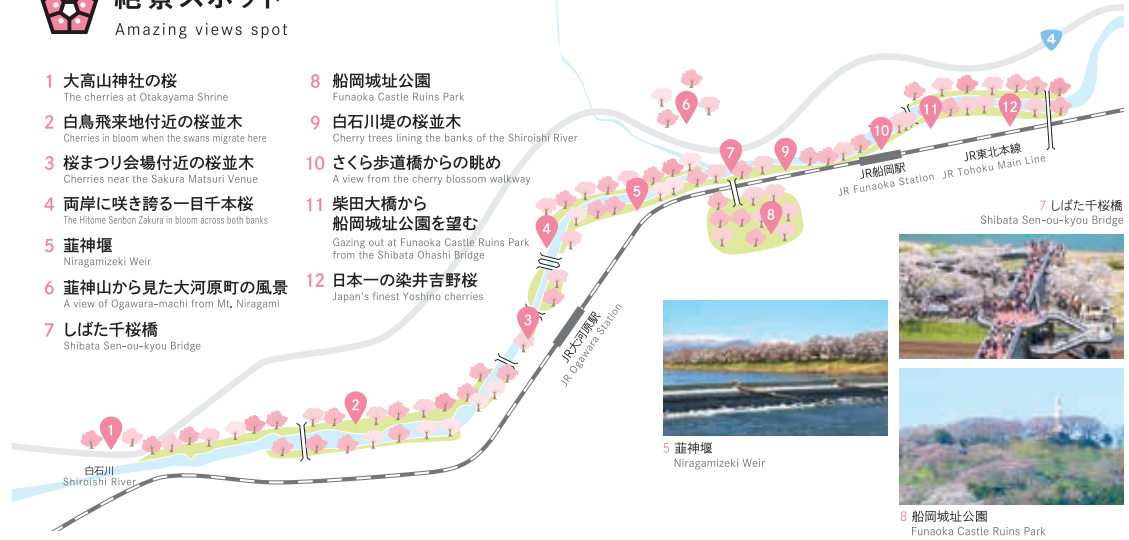 絶景スポット
Amazing views spot
1 大高山神社の桜
The cherries at Otakayama Shrine
2 白鳥飛来地付近の桜並木
Cherries in bloom when the swans migrate here
3 桜まつり会場付近の桜並木
Cherries near the Sakura Matsuri Venue
4 両岸に咲き誇る一目千本桜
The Hitome Senbon Zakura in bloom across both banks
5 韮神堰
Niragamizeki Weir
6 韮神山から見た大河原町の風景
A view of Ogawara-machi from Mt. Niragami
7 しばた千桜橋
Shibata Sen-ou-kyou Bridge
8 船岡城址公園
Funaoka Castle Ruins Park
9 白石川堤の桜並木
Cherry trees lining the banks of the Shiroishi River
10 さくら歩道橋からの眺め
A view from the cherry blossom walkway
11 柴田大橋から
船岡城址公園を望む
Gazing out at Funaoka Castle Ruins Park
from the Shibata Ohashi Bridge
12 日本一の染井吉野桜
Japan's finest Yoshino cherries
4
6
7
9
10
11
12
5
8
4
3
2
1
JR船岡駅
JR Funaoka Station
JR東北本線
JR Tohoku Main Line
JR大河原駅
JR Ogawara Station
白石川
Shiroishi River
7 しばた千桜橋
Shibata Sen-ou-kyou Bridge
5 韮神堰
Niragamizeki Weir
8 船岡城址公園
Funaoka Castle Ruins Park